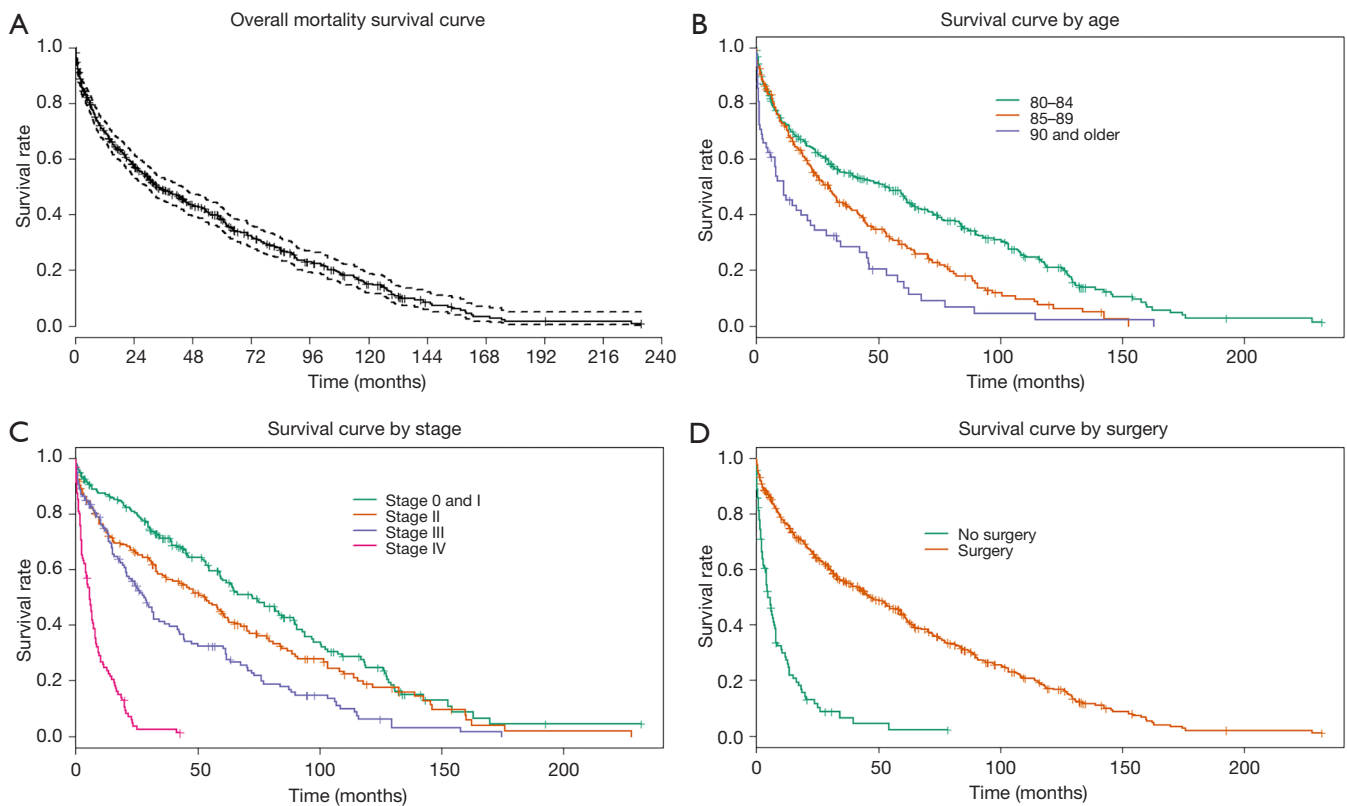 A
Overall mortality survival curve
1.0
0.8
0.6
0.4
0.2
0.0
Survival rate
0 24 48 72 96 120 144 168 192 216 240
Time (months)
B
Survival curve by age
1.0
0.8
0.6
0.4
0.2
0.0
Survival rate
80–84
85–89
90 and older
0 50 100 150 200
Time (months)
C
Survival curve by stage
1.0
0.8
0.6
0.4
0.2
0.0
Survival rate
Stage 0 and I
Stage II
Stage III
Stage IV
0 50 100 150 200
Time (months)
D
Survival curve by surgery
1.0
0.8
0.6
0.4
0.2
0.0
Survival rate
No surgery
Surgery
0 50 100 150 200
Time (months)